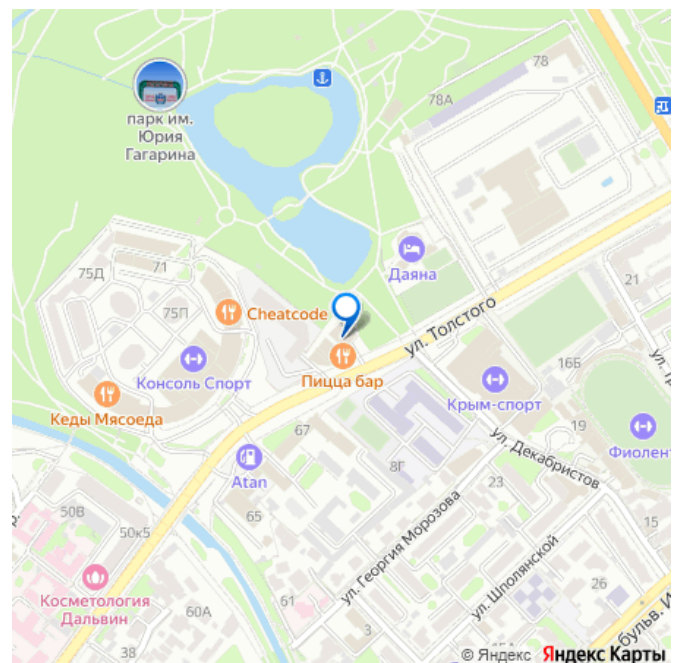 78
78А
парк им.
Юрия
Гагарина
Даяна
71
75Д
75П
Cheatcode
ул. Толстого
21
Консоль Спорт
Пицца бар
16Б
Крым-спорт
Кеды Мясоеда
67
19
Фиолент
ул. Декабристов
Atan
8Г
23
50В
65
ул. Георгия Морозова
15
50к5
ул. Шполянской
26
Косметология
Дальвин
60А
61
3
38
бульв. И
© Яндекс Яндекс Карты